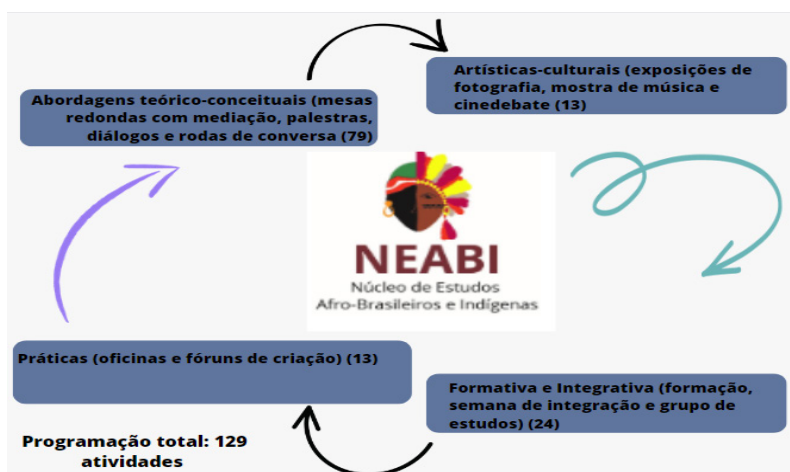 Abordagens teórico-conceituais (mesas
redondas com mediação, palestras,
diálogos e rodas de conversa (79)
Artísticas-culturais (exposições de
fotografia, mostra de música e
cinedebate (13)
NEABI
Núcleo de Estudos
Afro-Brasileiros e Indígenas
Práticas (oficinas e fóruns de criação) (13)
Formativa e Integrativa (formação,
semana de integração e grupo de
estudos) (24)
Programação total: 129
atividades